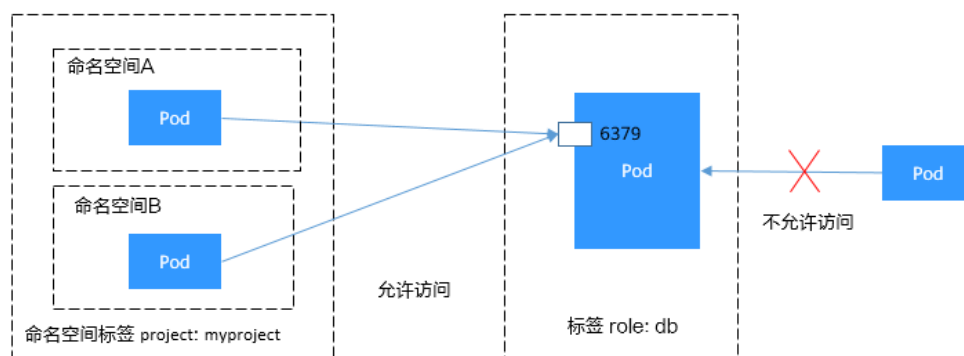 命名空间A
Pod
命名空间B
Pod
命名空间标签 project: myproject
允许访问
6379
Pod
标签 role: db
Pod
不允许访问